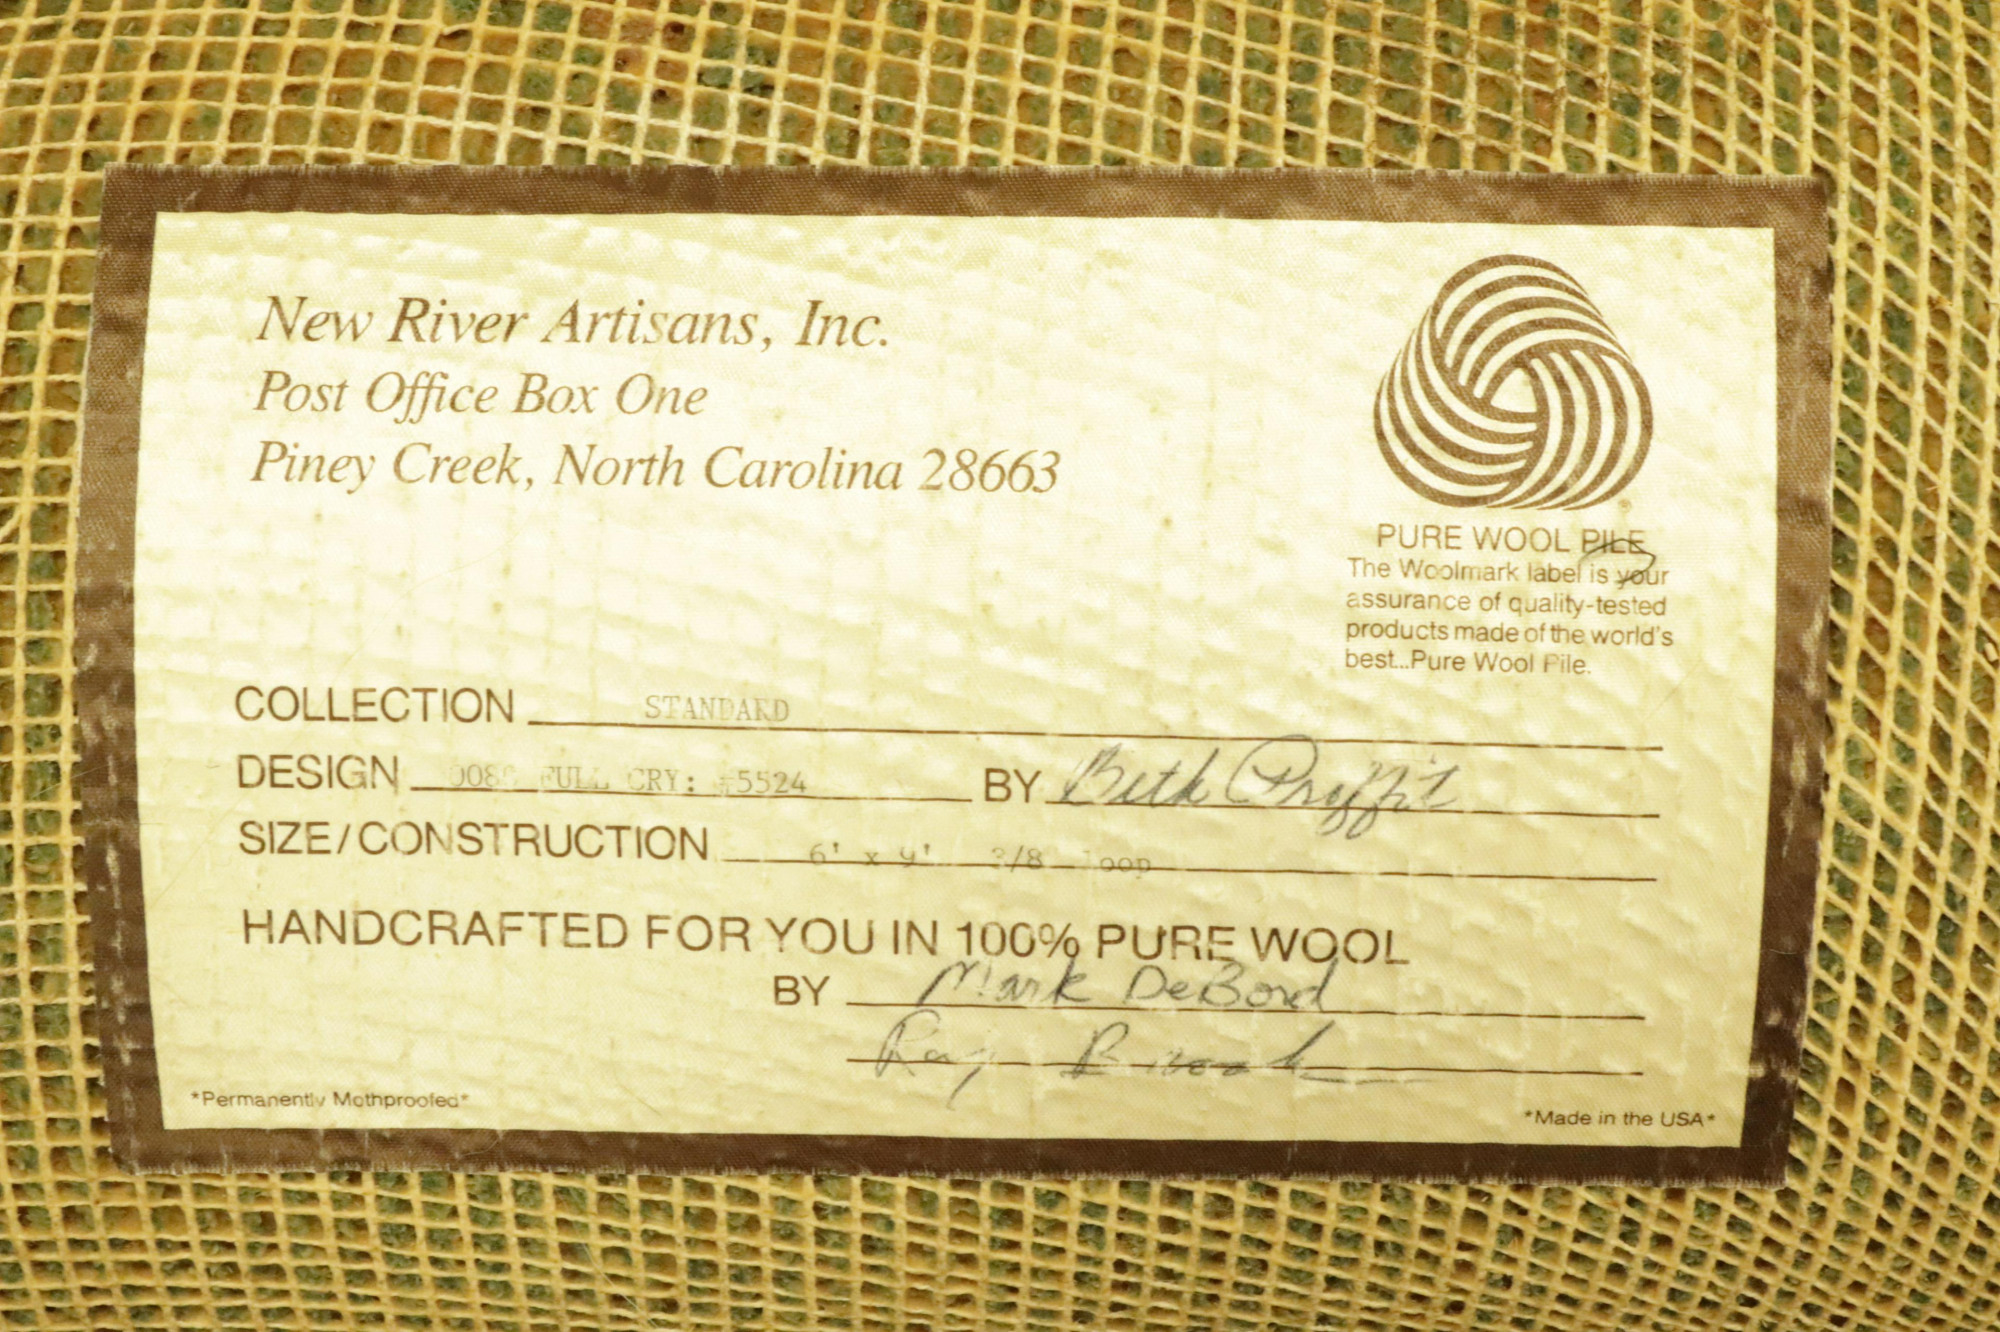 New River Artisans, Inc.
Post Office Box One
Piney Creek, North Carolina 28663
PURE WOOL PILE
The Woolmark label is your
assurance of quality-tested
products made of the world's
best...Pure Wool Pile.
COLLECTION STANDARD
DESIGN FULL CRY: #5524 BY Beth Proffit
SIZE/CONSTRUCTION 6' x 9' 3/8 loop
HANDCRAFTED FOR YOU IN 100% PURE WOOL
BY Mark DeBord
Ray
*Permanently Mothproofed*
*Made in the USA*